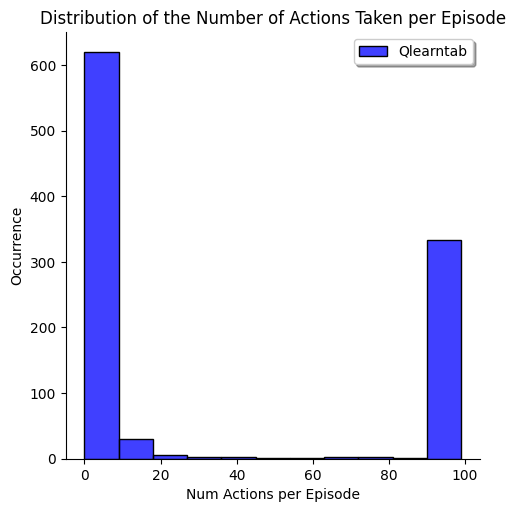 Distribution of the Number of Actions Taken per Episode
Qlearntab
600
500
400
300
200
100
0
Occurrence
0 20 40 60 80 100
Num Actions per Episode